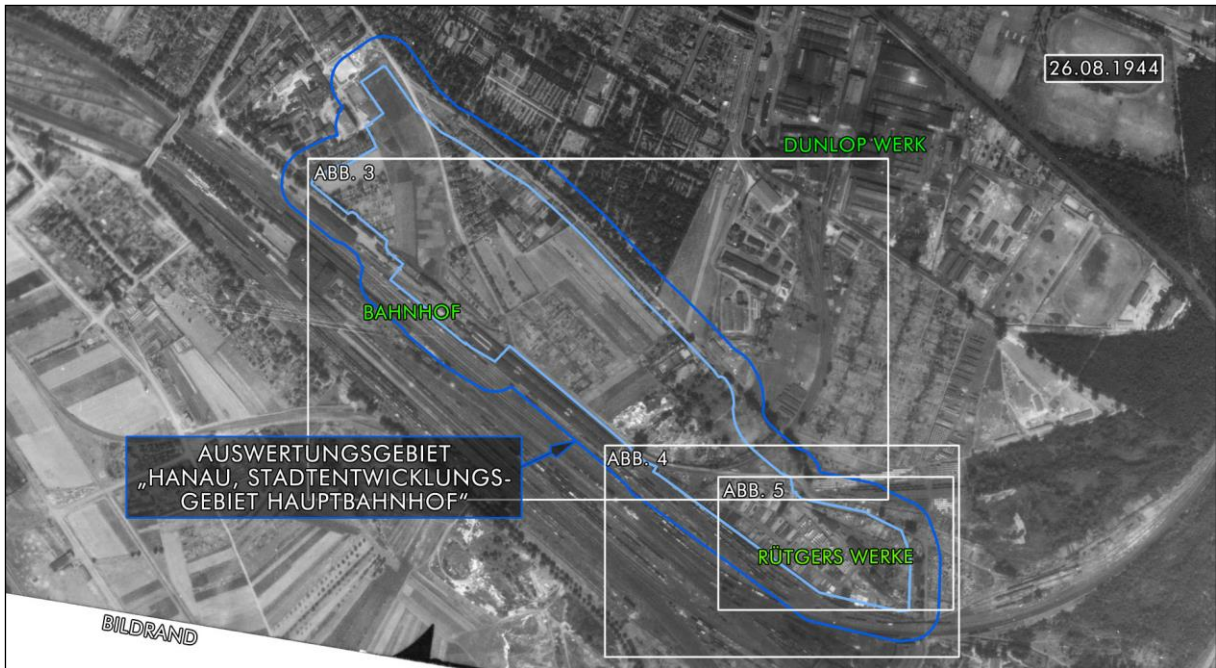 26.08.1944
DUNLOP WERK
ABB. 3
BAHNHOF
AUSWERTUNGSGEBIET
„HANAU, STADTENTWICKLUNGS-
GEBIET HAUPTBAHNHOF“
ABB. 4
ABB. 5
RÜTGERS WERKE
BILDRAND